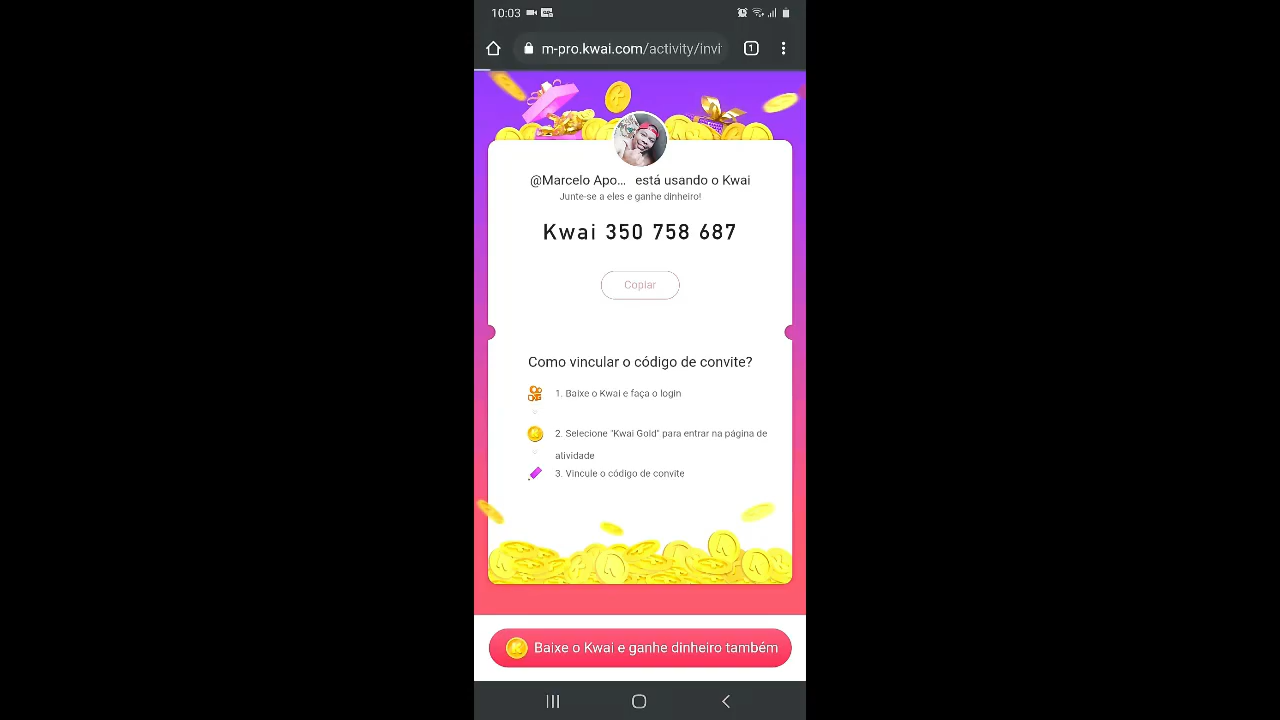 10:03
m-pro.kwai.com/activity/invi
1
@Marcelo Apo... está usando o Kwai
Junte-se a eles e ganhe dinheiro!
Kwai 350 758 687
Copiar
Como vincular o código de convite?
1. Baixe o Kwai e faça o login
2. Selecione "Kwai Gold" para entrar na página de
atividade
3. Vincule o código de convite
Baixe o Kwai e ganhe dinheiro também